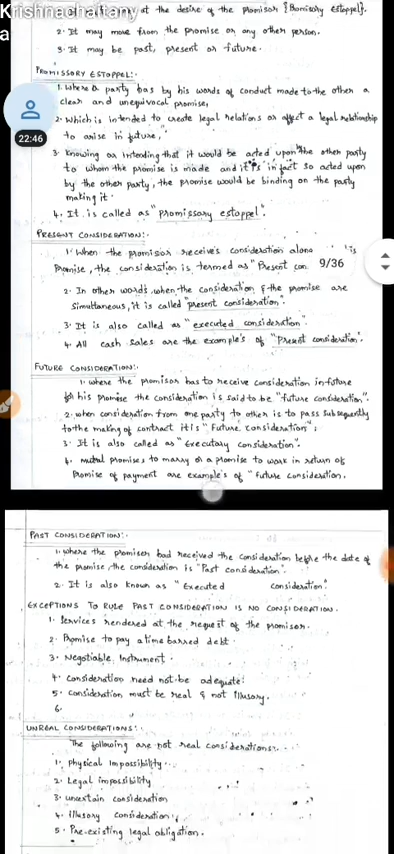 Krishnachaitany
at the desire of the Promisor {Promisory Estoppel}.
a
2. It may move from the promise or any other person.
3. It may be past, present or future.
PROMISSORY ESTOPPEL:-
1. Where a party has by his words of conduct made to the other a
clear and unequivocal promise,
2. Which is intended to create legal relations or affect a legal relationship
to arise in future,
22:46
3. knowing or intending that it would be acted upon the other party
to whom the promise is made and it is in fact so acted upon
by the other party, the promise would be binding on the party
making it.
4. It is called as "promissory estoppel".
PRESENT CONSIDERATION:-
1. When the promisor receives consideration along
Promise, the consideration is termed as "Present con
9/36
2. In other words, when the consideration & the promise are
simultaneous, it is called "present consideration".
3. It is also called as "executed consideration".
4. All cash sales are the example's of "Present consideration".
FUTURE CONSIDERATION:-
1. where the promisor has to receive consideration in future
for his promise the consideration is said to be "future consideration".
2. when consideration from one party to other is to pass subsequently
to the making of contract it is "Future consideration".
3. It is also called as "Executary consideration".
4. mutal promises to marry or a promise to work in return of
Promise of payment are example's of "Future consideration.
PAST CONSIDERATION:-
1. where the promiser had received the consideration before the date of
the promise, the consideration is "Past consideration".
2. It is also known as "Executed consideration".
EXCEPTIONS TO RULE PAST CONSIDERATION IS NO CONSIDERATION.
1. Services rendered at the request of the promisor.
2. Promise to pay a time barred debt.
3. Negotiable Instrument.
4. Consideration need not be adequate.
5. consideration must be real & not illusory.
6.
UNREAL CONSIDERATIONS:-
The following are not real considerations:-
1. physical Impossibility.
2. Legal impossibility
3. uncertain consideration
4. illusory consideration
5. Pre-existing legal obligation.